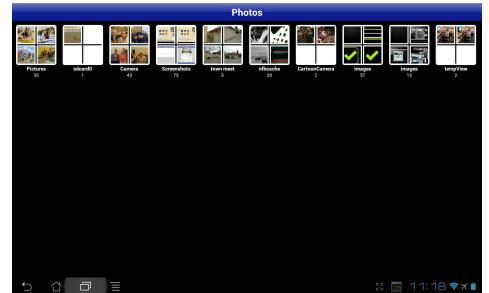 Photos
Pictures sdcard0 Camera Screenshots town meet nfbcache CartoonCamera images images tempView
35 1 43 75 5 20 2 27 13 3
11:18